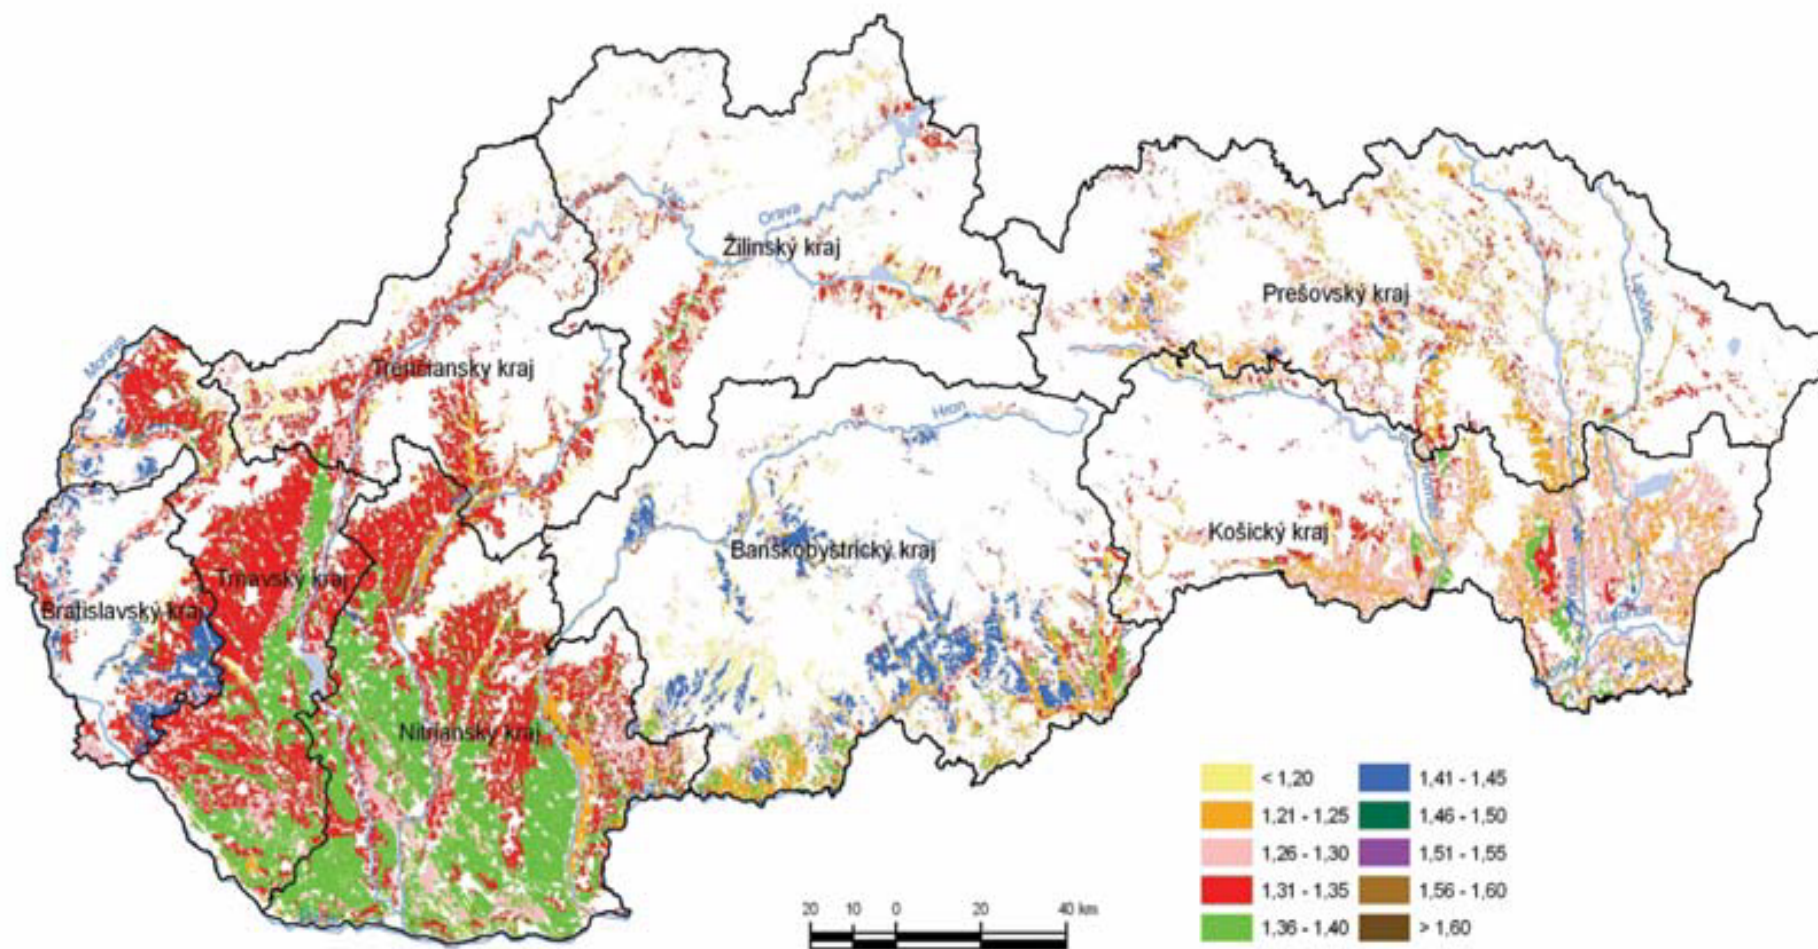 Orava
Žilinský kraj
Prešovský kraj
Morava
Trenčiansky kraj
Hron
Košický kraj
Banskobystrický kraj
Trnavský kraj
Bratislavský kraj
Nitriansky kraj
< 1,20
1,21 - 1,25
1,26 - 1,30
1,31 - 1,35
1,36 - 1,40
1,41 - 1,45
1,46 - 1,50
1,51 - 1,55
1,56 - 1,60
> 1,60
20 10 0 20 40 km